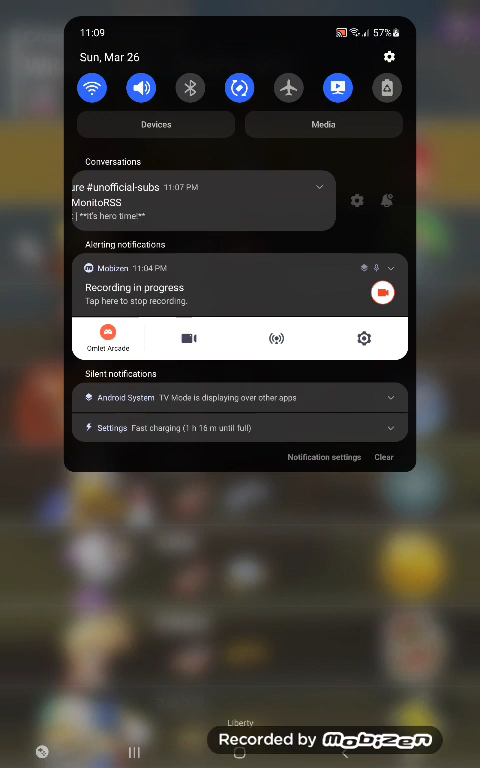 11:09
57%
Sun, Mar 26
Devices
Media
Conversations
ure #unofficial-subs 11:07 PM
MonitoRSS
: | **it's hero time!**
Alerting notifications
Mobizen 11:04 PM
Recording in progress
Tap here to stop recording.
Omlet Arcade
Silent notifications
Android System TV Mode is displaying over other apps
Settings Fast charging (1 h 16 m until full)
Notification settings Clear
Liberty
Recorded by mobizen